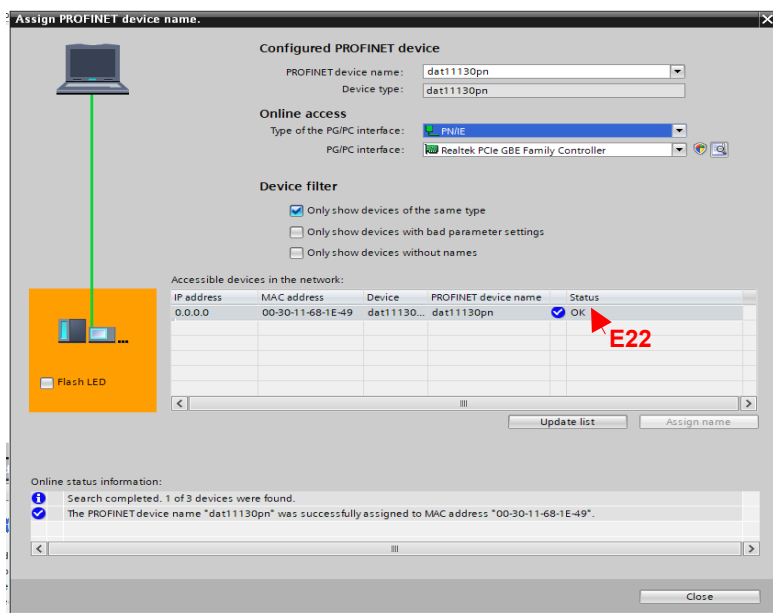 Assign PROFINET device name.
Configured PROFINET device
PROFINET device name: dat11130pn
Device type: dat11130pn
Online access
Type of the PG/PC interface: PN/IE
PG/PC interface: Realtek PCIe GBE Family Controller
Device filter
Only show devices of the same type
Only show devices with bad parameter settings
Only show devices without names
Accessible devices in the network:
IP address MAC address Device PROFINET device name Status
0.0.0.0 00-30-11-68-1E-49 dat11130... dat11130pn OK
E22
Flash LED
Update list Assign name
Online status information:
Search completed. 1 of 3 devices were found.
The PROFINET device name "dat11130pn" was successfully assigned to MAC address "00-30-11-68-1E-49".
Close